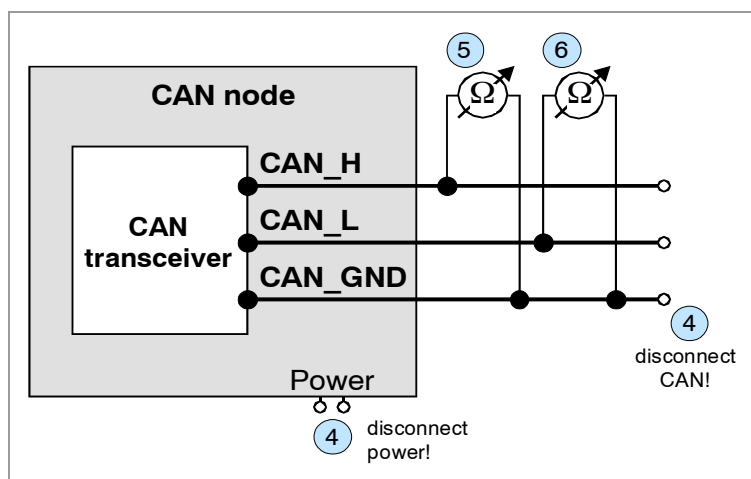 5
6
Ω
Ω
CAN node
CAN_H
CAN
transceiver
CAN_L
CAN_GND
4
disconnect
CAN!
Power
4
disconnect
power!